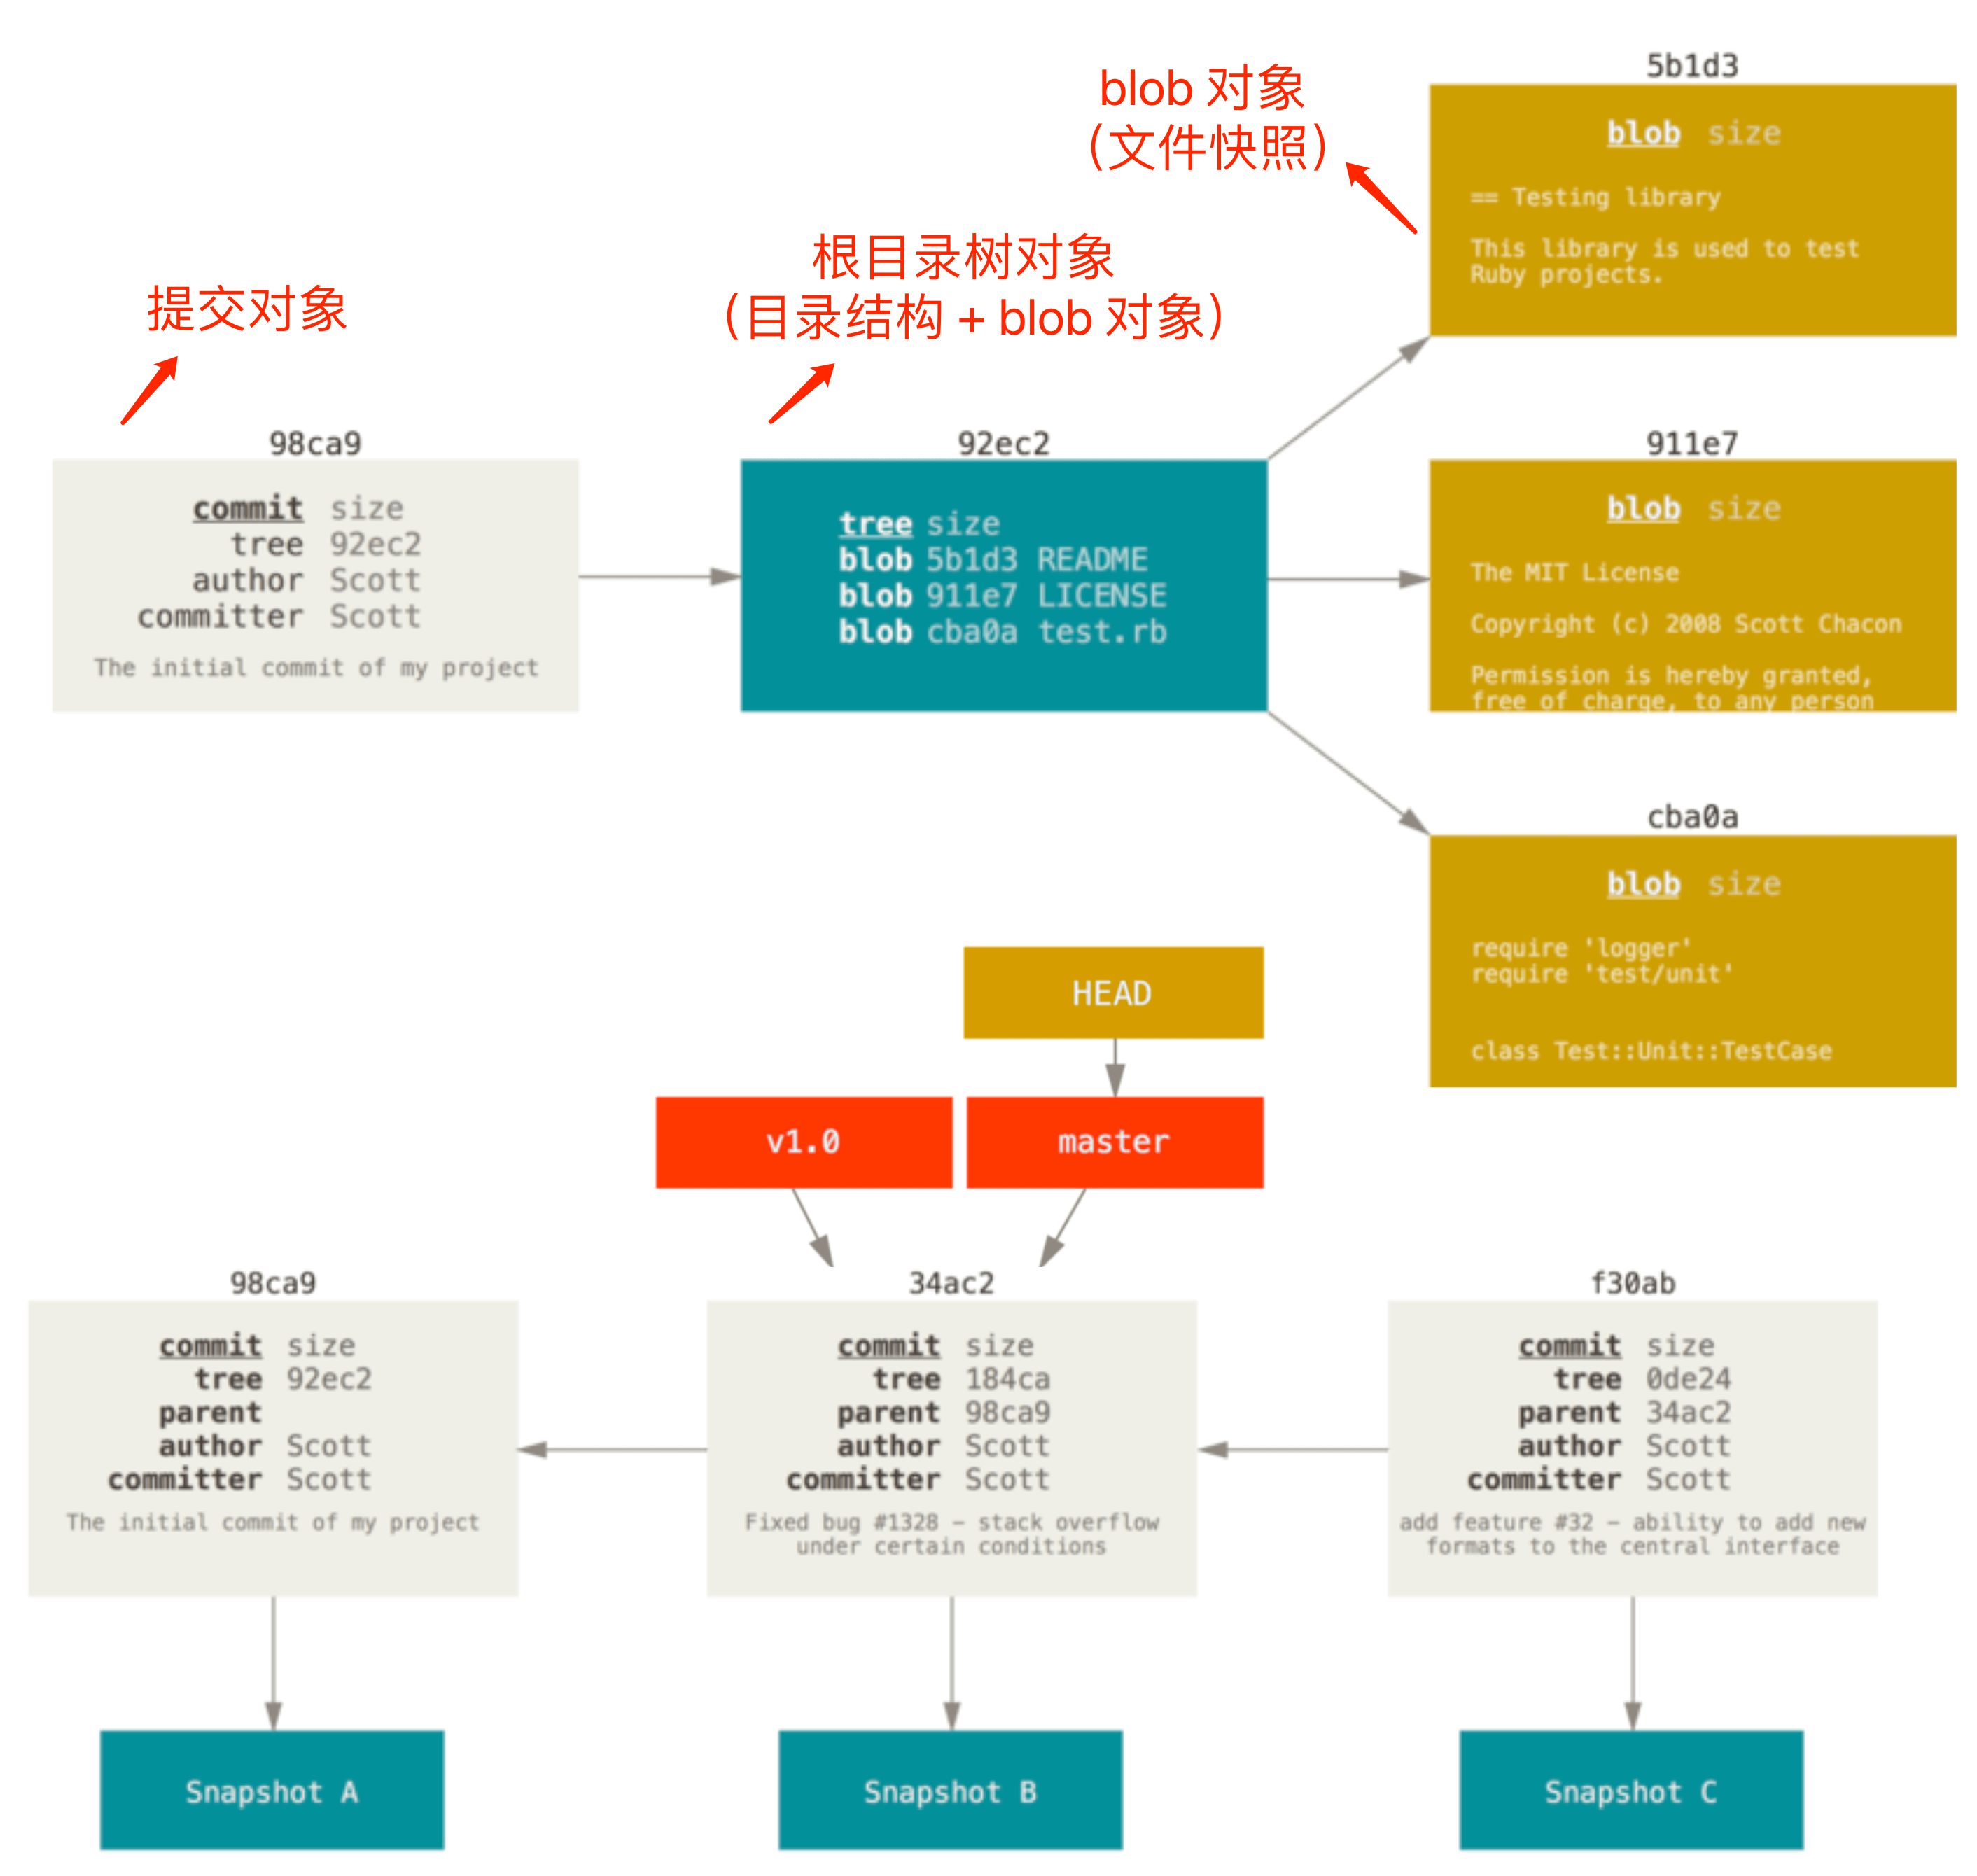 提交对象
根目录树对象
(目录结构 + blob 对象)
blob 对象
(文件快照)
98ca9
commit size
tree 92ec2
author Scott
committer Scott
The initial commit of my project
92ec2
tree size
blob 5b1d3 README
blob 911e7 LICENSE
blob cba0a test.rb
5b1d3
blob size
== Testing library
This library is used to test
Ruby projects.
911e7
blob size
The MIT License
Copyright (c) 2008 Scott Chacon
Permission is hereby granted,
free of charge, to any person
cba0a
blob size
require 'logger'
require 'test/unit'
class Test::Unit::TestCase
HEAD
v1.0
master
98ca9
commit size
tree 92ec2
parent
author Scott
committer Scott
The initial commit of my project
34ac2
commit size
tree 184ca
parent 98ca9
author Scott
committer Scott
Fixed bug #1328 – stack overflow
under certain conditions
f30ab
commit size
tree 0de24
parent 34ac2
author Scott
committer Scott
add feature #32 – ability to add new
formats to the central interface
Snapshot A
Snapshot B
Snapshot C